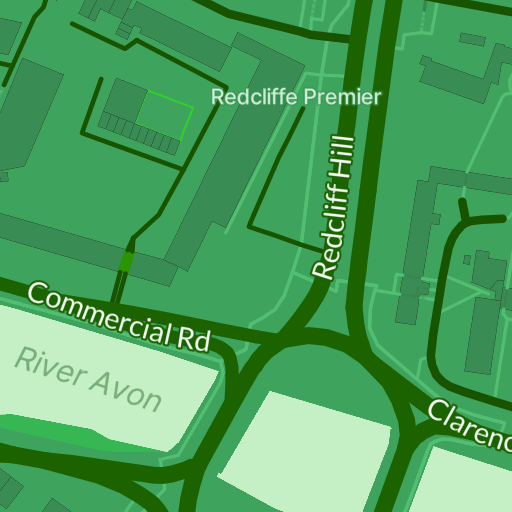 Redcliffe Premier
Redcliff Hill
Commercial Rd
River Avon
Clarenc